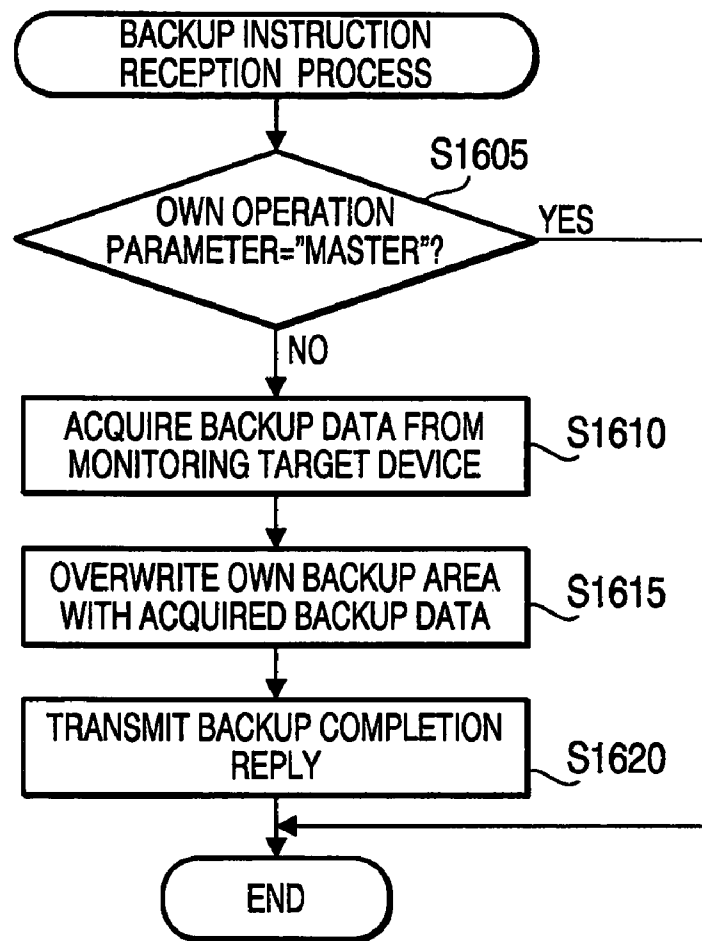 BACKUP INSTRUCTION
RECEPTION PROCESS
S1605
OWN OPERATION
PARAMETER="MASTER"?
YES
NO
ACQUIRE BACKUP DATA FROM
MONITORING TARGET DEVICE
S1610
OVERWRITE OWN BACKUP AREA
WITH ACQUIRED BACKUP DATA
S1615
TRANSMIT BACKUP COMPLETION
REPLY
S1620
END